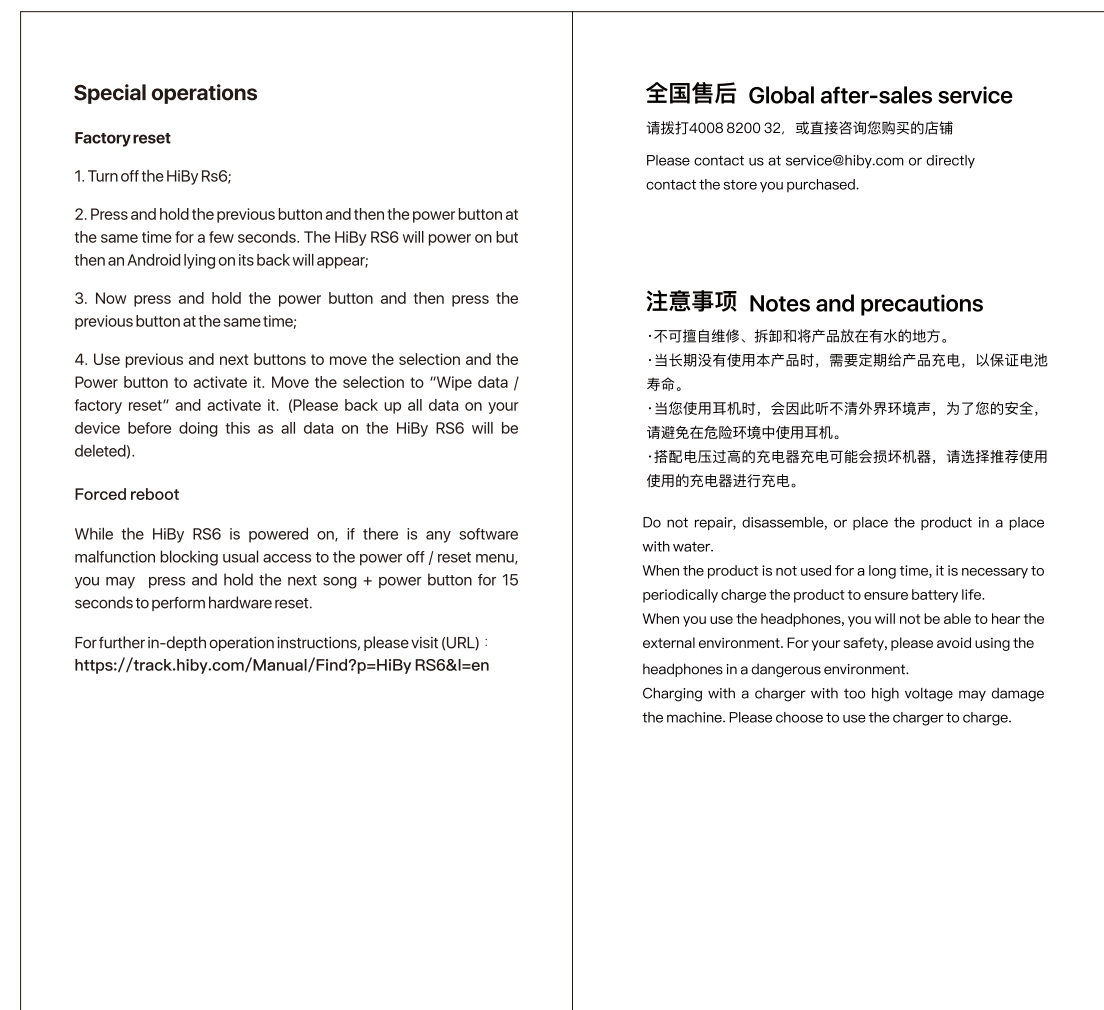 Special operations
Factory reset
1. Turn off the HiBy Rs6;
2. Press and hold the previous button and then the power button at
the same time for a few seconds. The HiBy RS6 will power on but
then an Android lying on its back will appear;
3. Now press and hold the power button and then press the
previous button at the same time;
4. Use previous and next buttons to move the selection and the
Power button to activate it. Move the selection to "Wipe data /
factory reset" and activate it. (Please back up all data on your
device before doing this as all data on the HiBy RS6 will be
deleted).
Forced reboot
While the HiBy RS6 is powered on, if there is any software
malfunction blocking usual access to the power off / reset menu,
you may press and hold the next song + power button for 15
seconds to perform hardware reset.
For further in-depth operation instructions, please visit (URL)：
https://track.hiby.com/Manual/Find?p=HiBy RS6&l=en
全国售后 Global after-sales service
请拨打4008 8200 32，或直接咨询您购买的店铺
Please contact us at service@hiby.com or directly
contact the store you purchased.
注意事项 Notes and precautions
·不可擅自维修、拆卸和将产品放在有水的地方。
·当长期没有使用本产品时，需要定期给产品充电，以保证电池
寿命。
·当您使用耳机时，会因此听不清外界环境声，为了您的安全，
请避免在危险环境中使用耳机。
·搭配电压过高的充电器充电可能会损坏机器，请选择推荐使用
使用的充电器进行充电。
Do not repair, disassemble, or place the product in a place
with water.
When the product is not used for a long time, it is necessary to
periodically charge the product to ensure battery life.
When you use the headphones, you will not be able to hear the
external environment. For your safety, please avoid using the
headphones in a dangerous environment.
Charging with a charger with too high voltage may damage
the machine. Please choose to use the charger to charge.